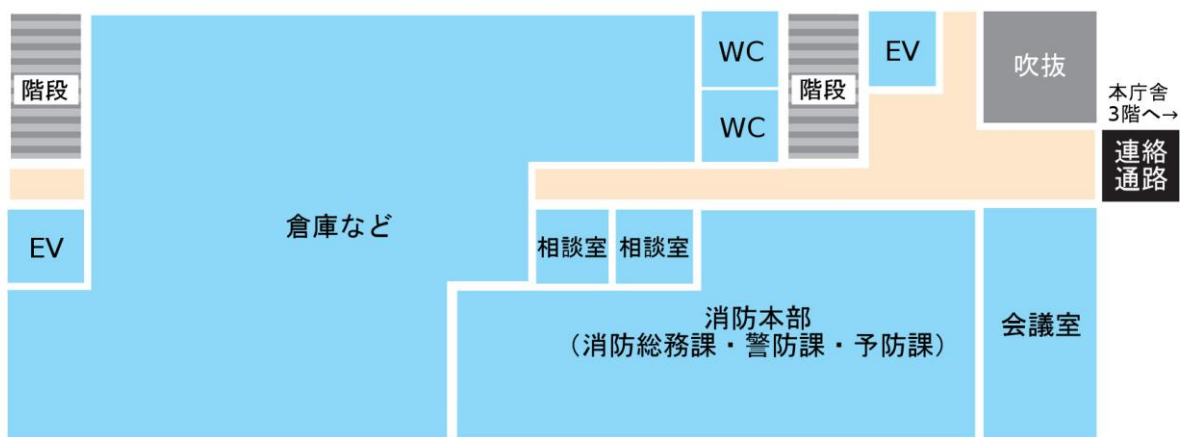 階段
WC
WC
階段
EV
吹抜
本庁舎
3階へ→
連絡
通路
EV
倉庫など
相談室
相談室
消防本部
（消防総務課・警防課・予防課）
会議室